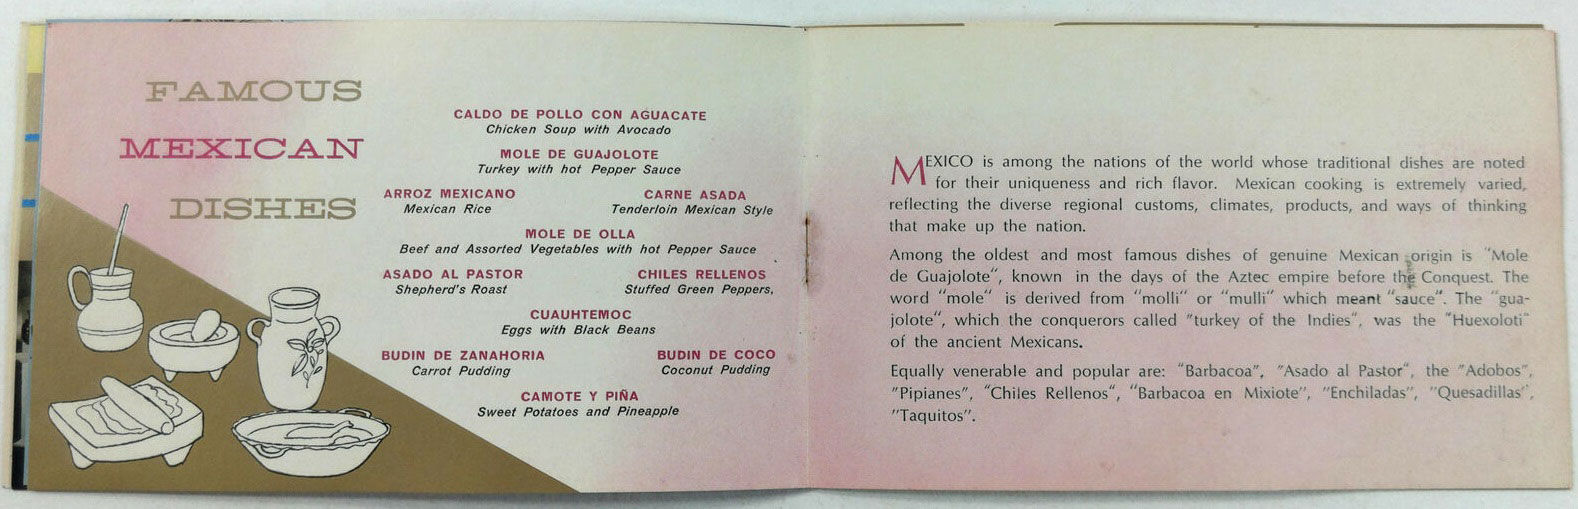 FAMOUS
MEXICAN
DISHES
CALDO DE POLLO CON AGUACATE
Chicken Soup with Avocado
MOLE DE GUAJOLOTE
Turkey with hot Pepper Sauce
ARROZ MEXICANO
Mexican Rice
CARNE ASADA
Tenderloin Mexican Style
MOLE DE OLLA
Beef and Assorted Vegetables with hot Pepper Sauce
ASADO AL PASTOR
Shepherd's Roast
CHILES RELLENOS
Stuffed Green Peppers,
CUAUHTEMOC
Eggs with Black Beans
BUDIN DE ZANAHORIA
Carrot Pudding
BUDIN DE COCO
Coconut Pudding
CAMOTE Y PIÑA
Sweet Potatoes and Pineapple
MEXICO is among the nations of the world whose traditional dishes are noted
for their uniqueness and rich flavor. Mexican cooking is extremely varied,
reflecting the diverse regional customs, climates, products, and ways of thinking
that make up the nation.
Among the oldest and most famous dishes of genuine Mexican origin is "Mole
de Guajolote", known in the days of the Aztec empire before the Conquest. The
word "mole" is derived from "molli" or "mulli" which meant "sauce". The "gua-
jolote", which the conquerors called "turkey of the Indies", was the "Huexoloti"
of the ancient Mexicans.
Equally venerable and popular are: "Barbacoa", "Asado al Pastor", the "Adobos",
"Pipianes", "Chiles Rellenos", "Barbacoa en Mixiote", "Enchiladas", "Quesadillas",
"Taquitos".